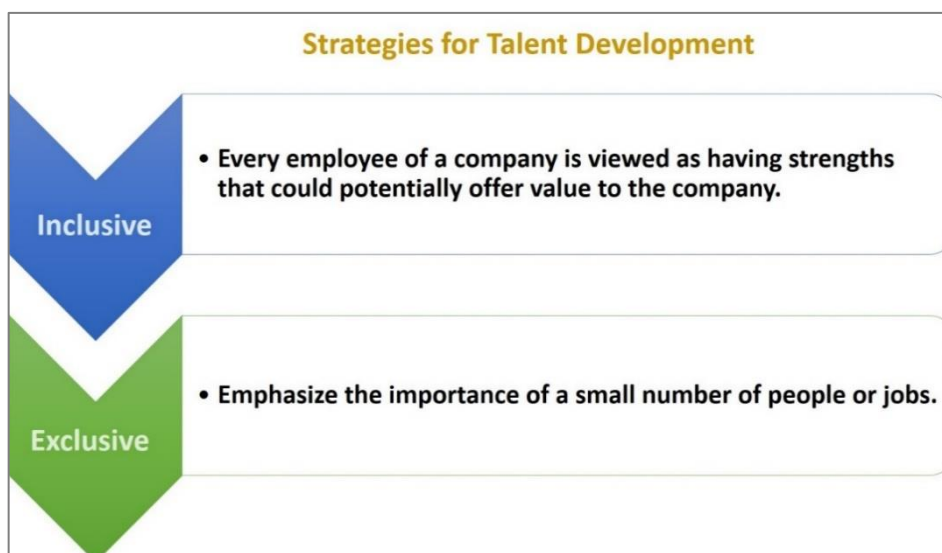 Strategies for Talent Development
Inclusive
• Every employee of a company is viewed as having strengths
that could potentially offer value to the company.
Exclusive
• Emphasize the importance of a small number of people or jobs.